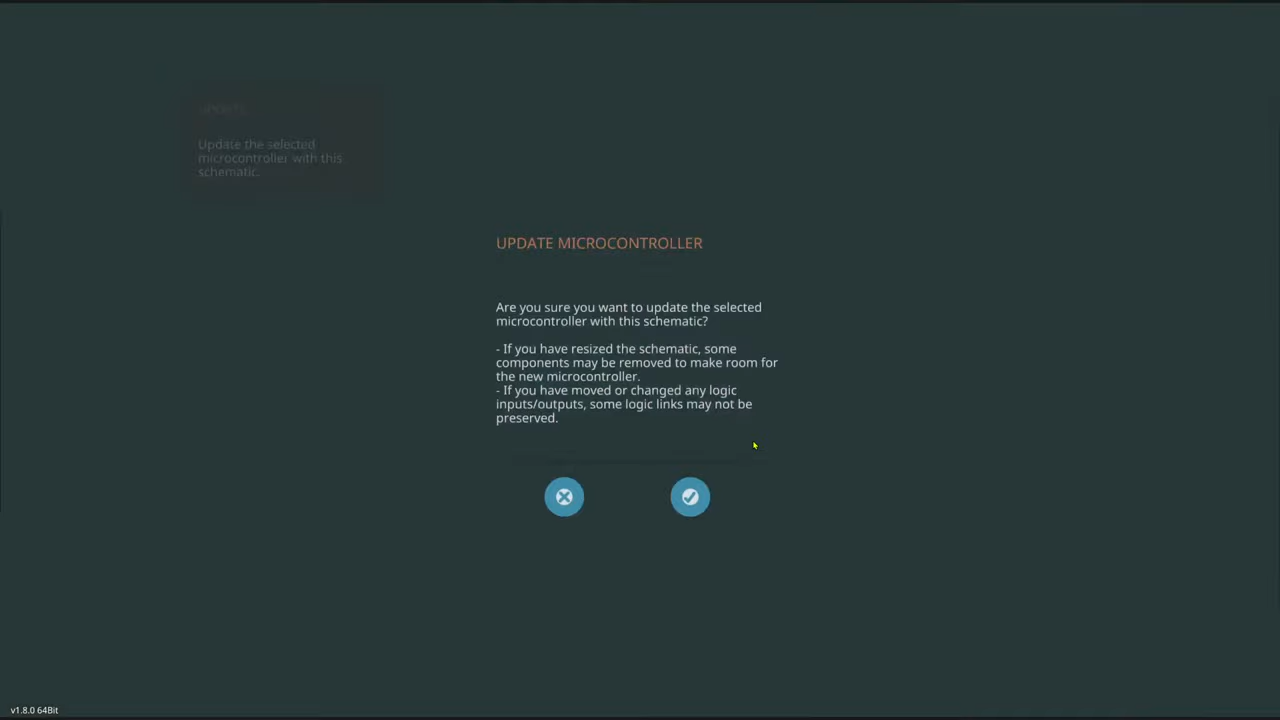 UPDATE
Update the selected
microcontroller with this
schematic.
UPDATE MICROCONTROLLER
Are you sure you want to update the selected
microcontroller with this schematic?
- If you have resized the schematic, some
components may be removed to make room for
the new microcontroller.
- If you have moved or changed any logic
inputs/outputs, some logic links may not be
preserved.
v1.8.0 64Bit